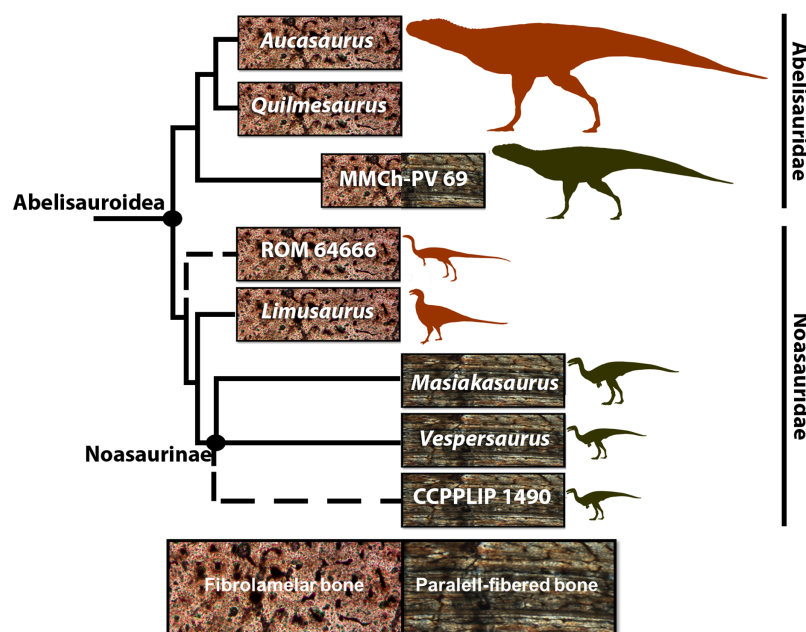 Aucasaurus
Quilmesaurus
MMCh-PV 69
Abelisauroidea
Abelisauridae
ROM 64666
Limusaurus
Masiakasaurus
Vespersaurus
Noasaurinae
CCPPLIP 1490
Noasauridae
Fibrolamelar bone
Paralell-fibered bone